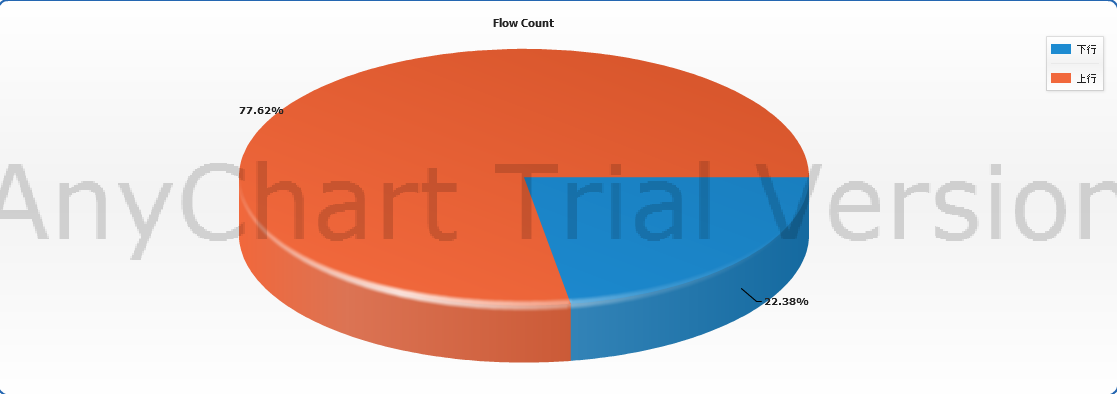 Flow Count
下行
上行
77.62%
AnyChart Trial Version
22.38%